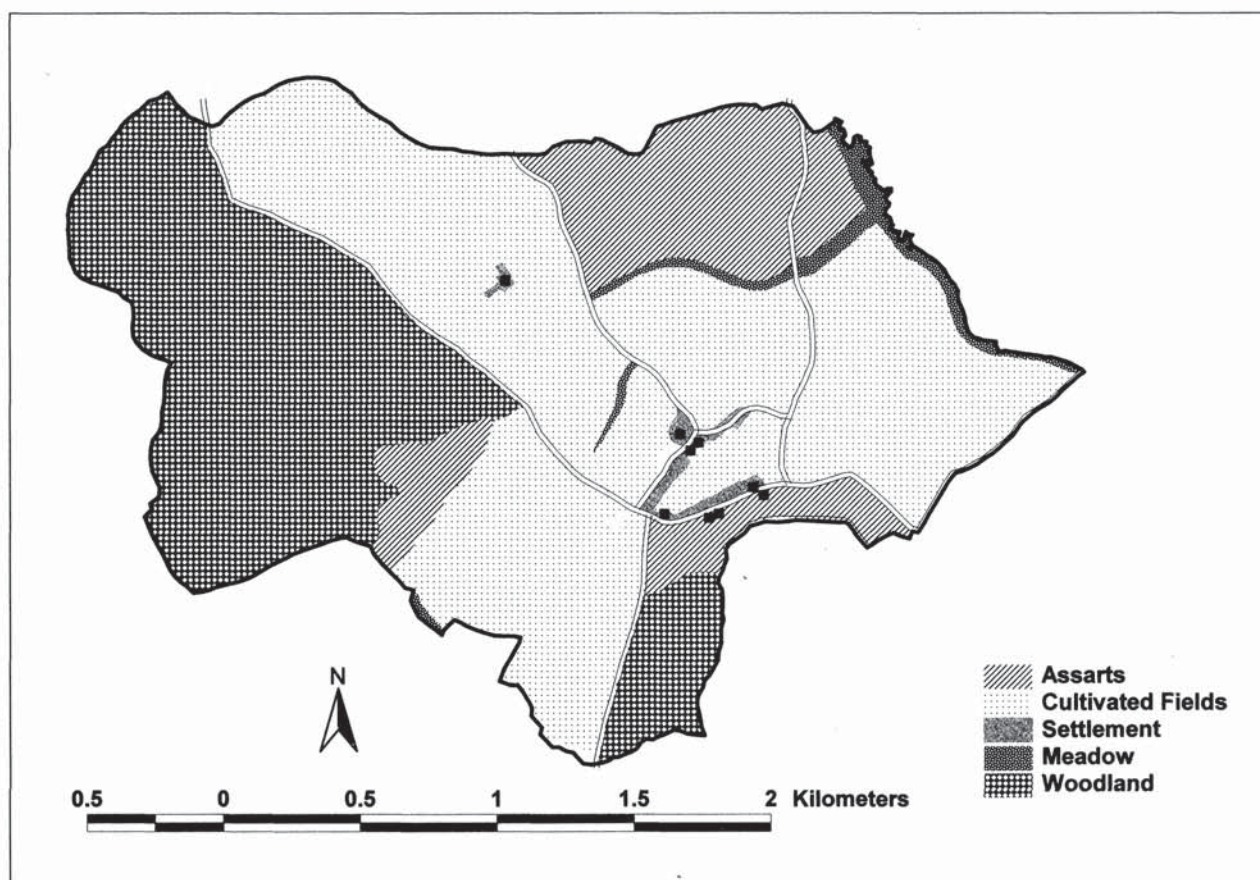 N
Assarts
Cultivated Fields
Settlement
Meadow
Woodland
0.5 0 0.5 1 1.5 2 Kilometers